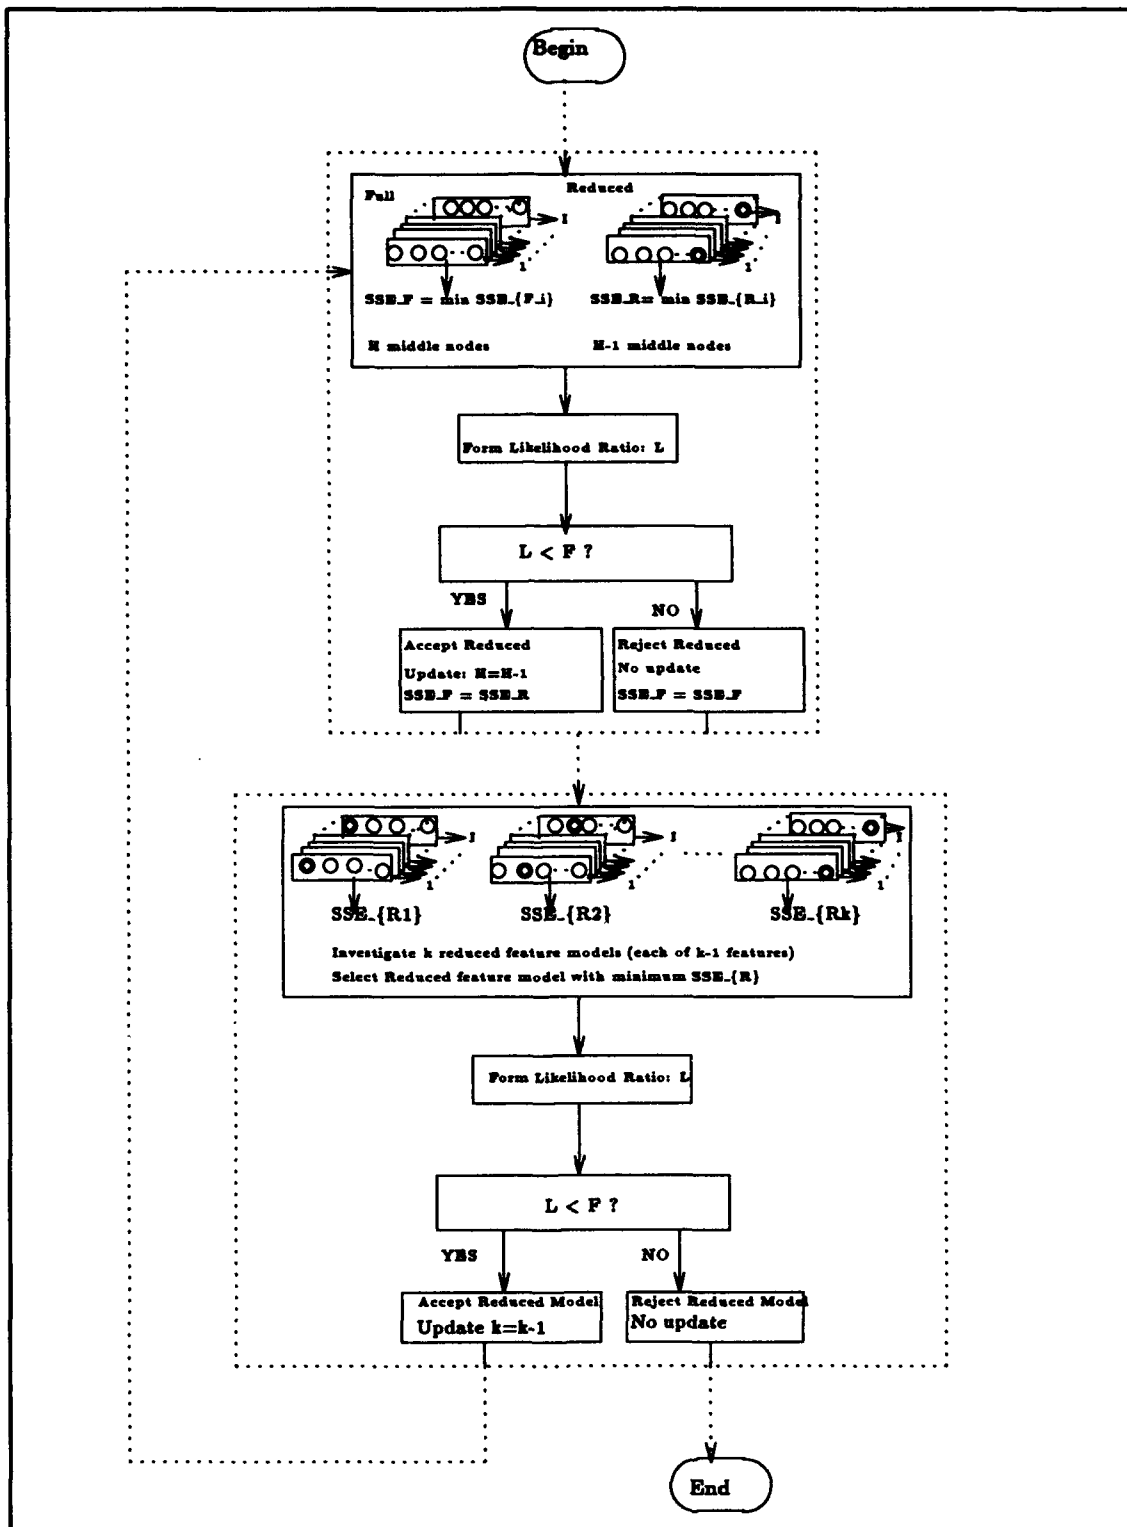 Begin
Full
Reduced
I
1
I
1
SSE_F = min SSE_{F_i}
SSE_R= min SSE_{R_i}
H middle nodes
H-1 middle nodes
Form Likelihood Ratio: L
L < F ?
YES
NO
Accept Reduced
Update: H=H-1
SSE_F = SSE_R
Reject Reduced
No update
SSE_F = SSE_F
I
1
I
1
I
1
SSE_{R1}
SSE_{R2}
SSE_{Rk}
Investigate k reduced feature models (each of k-1 features)
Select Reduced feature model with minimum SSE_{R}
Form Likelihood Ratio: L
L < F ?
YES
NO
Accept Reduced Model
Update k=k-1
Reject Reduced Model
No update
End